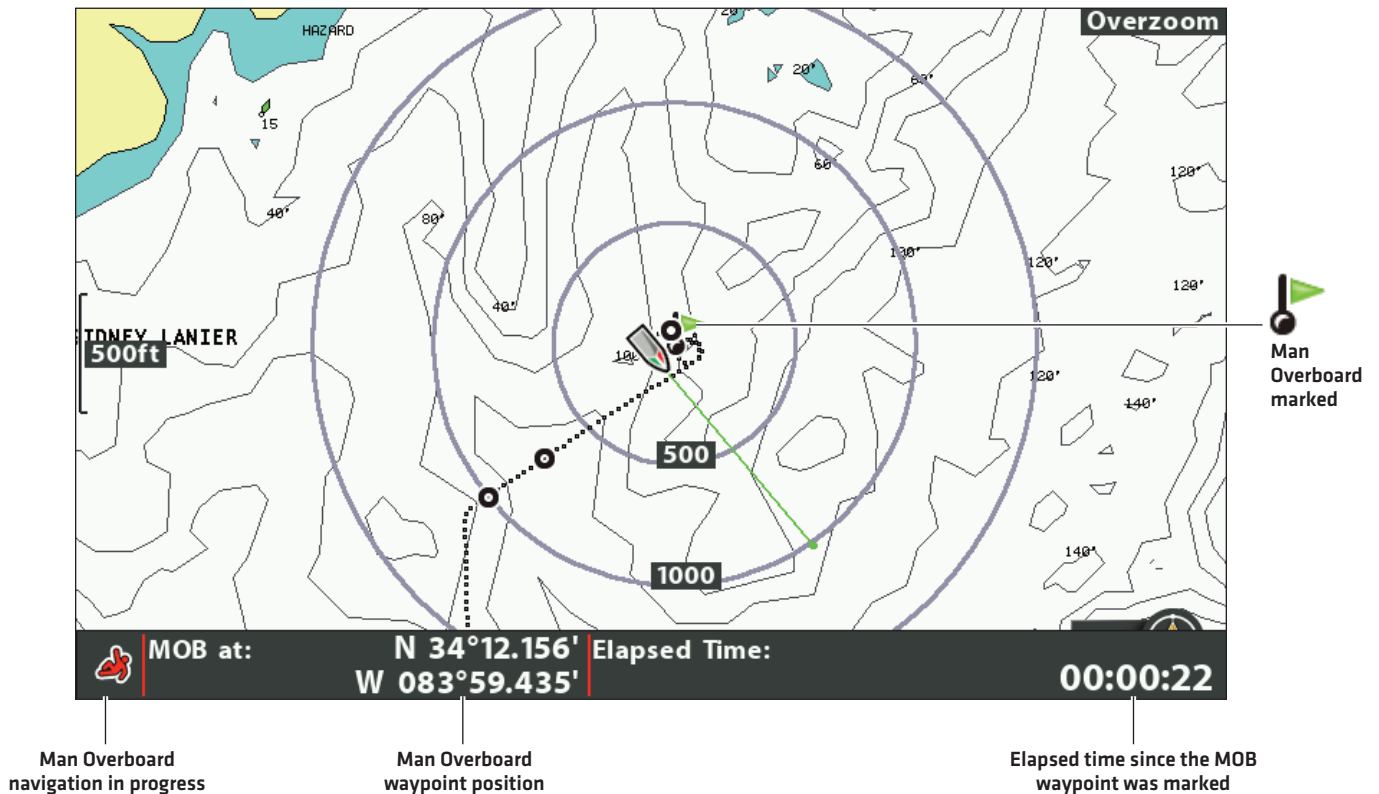 20'
Overzoom
HAZARD
20'
60'
15
60'
120'
40'
80'
120'
120'
40'
SIDNEY LANIER
500ft
120'
140'
500
140'
1000
MOB at:
N 34°12.156'
W 083°59.435'
Elapsed Time:
00:00:22
Man
Overboard
marked
Man Overboard
navigation in progress
Man Overboard
waypoint position
Elapsed time since the MOB
waypoint was marked